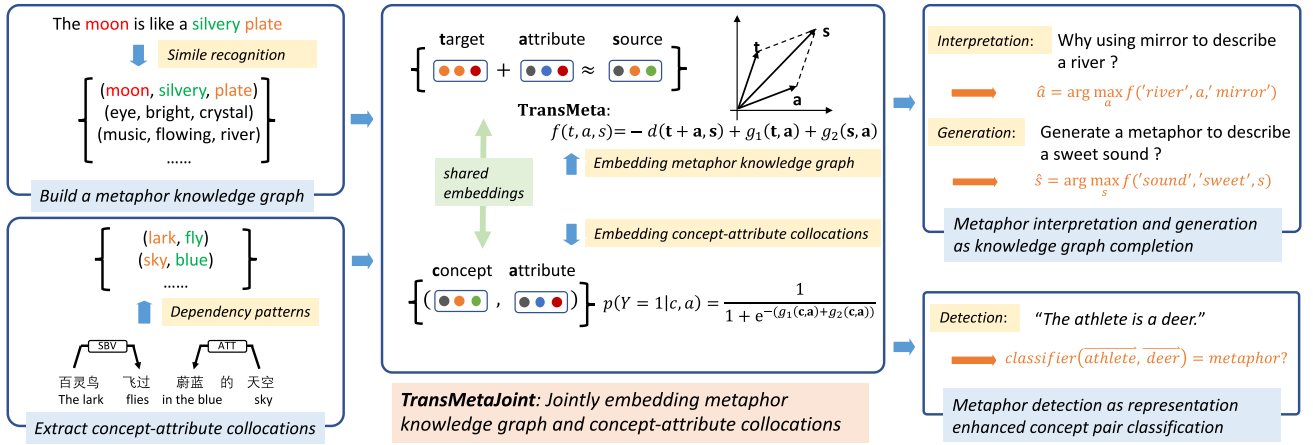 The moon is like a silvery plate
Simile recognition
(moon, silvery, plate)
(eye, bright, crystal)
(music, flowing, river)
……
Build a metaphor knowledge graph
(lark, fly)
(sky, blue)
……
Dependency patterns
SBV
ATT
百灵鸟 飞过 蔚蓝 的 天空
The lark flies in the blue sky
Extract concept-attribute collocations
target attribute source
+ ≈
t
s
a
TransMeta:
f(t, a, s)= − d(t + a, s) + g₁(t, a) + g₂(s, a)
shared
embeddings
Embedding metaphor knowledge graph
Embedding concept-attribute collocations
concept attribute
( , ) p(Y = 1|c, a) = 1 / (1 + e^−(g₁(c,a)+g₂(c,a)))
TransMetaJoint: Jointly embedding metaphor
knowledge graph and concept-attribute collocations
Interpretation: Why using mirror to describe
a river ?
â = arg max_a f('river', a,' mirror')
Generation: Generate a metaphor to describe
a sweet sound ?
ŝ = arg max_s f('sound', 'sweet', s)
Metaphor interpretation and generation
as knowledge graph completion
Detection: “The athlete is a deer.”
classifier(athlete, deer) = metaphor?
Metaphor detection as representation
enhanced concept pair classification